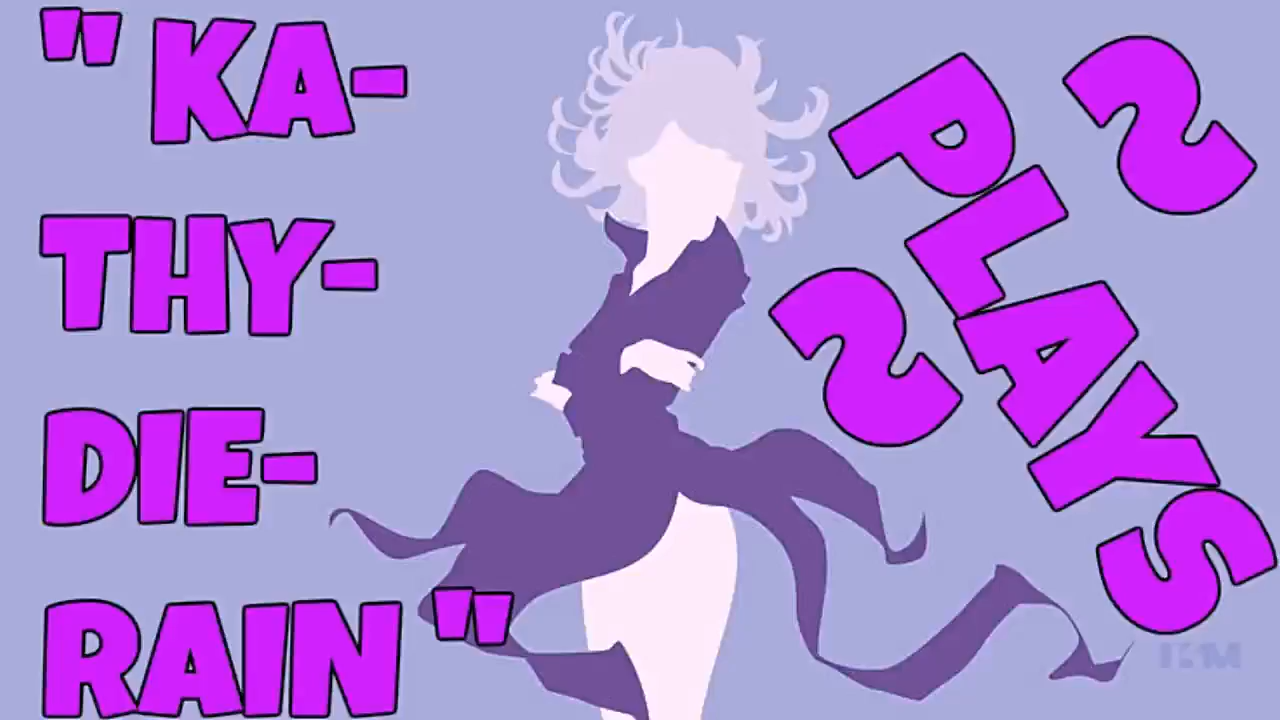 "KA-
THY-
DIE-
RAIN"
~PLAYS~